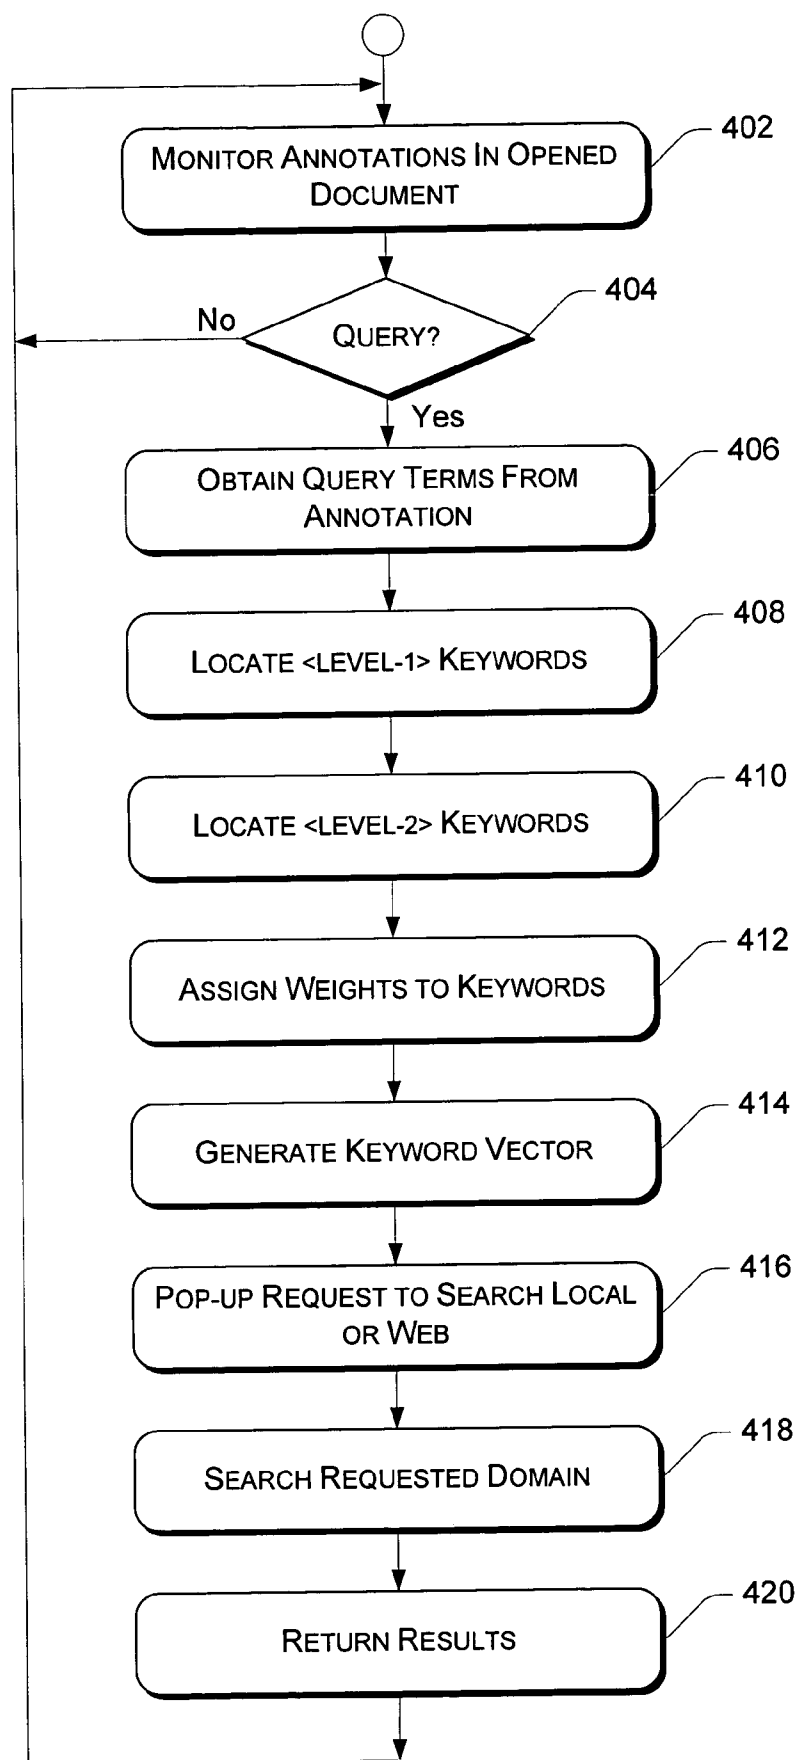 MONITOR ANNOTATIONS IN OPENED
DOCUMENT
402
QUERY?
404
No
Yes
OBTAIN QUERY TERMS FROM
ANNOTATION
406
LOCATE <LEVEL-1> KEYWORDS
408
LOCATE <LEVEL-2> KEYWORDS
410
ASSIGN WEIGHTS TO KEYWORDS
412
GENERATE KEYWORD VECTOR
414
POP-UP REQUEST TO SEARCH LOCAL
OR WEB
416
SEARCH REQUESTED DOMAIN
418
RETURN RESULTS
420